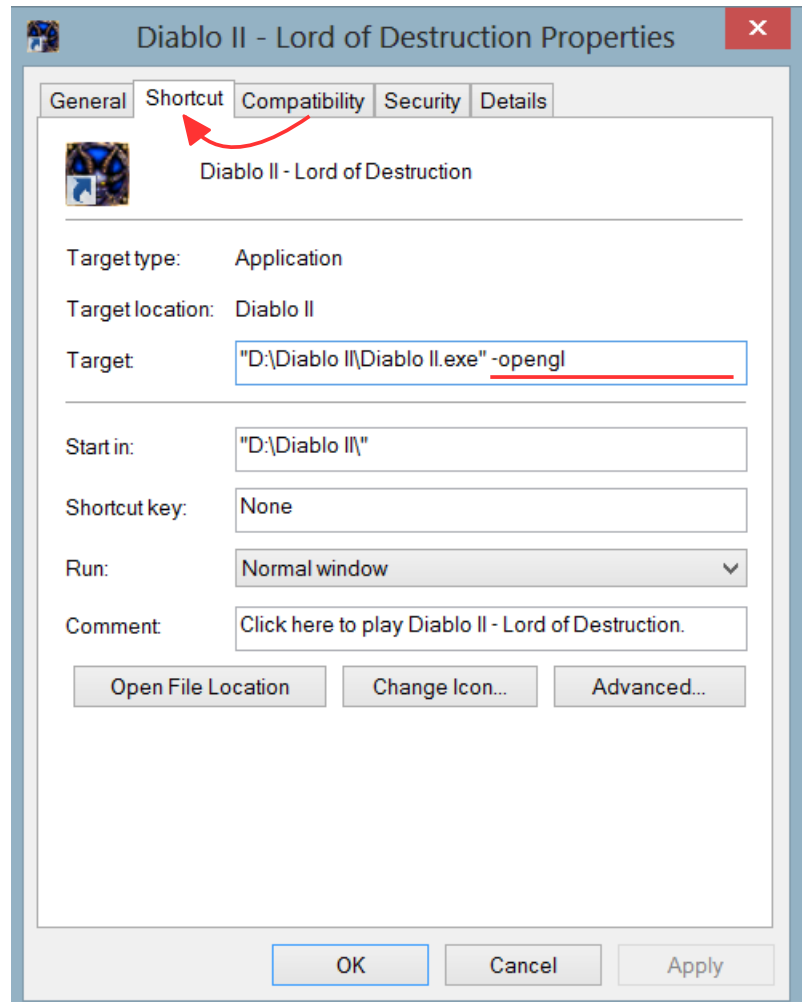 Diablo II - Lord of Destruction Properties
x
General Shortcut Compatibility Security Details
Diablo II - Lord of Destruction
Target type: Application
Target location: Diablo II
Target: "D:\Diablo II\Diablo II.exe" -opengl
Start in: "D:\Diablo II\"
Shortcut key: None
Run: Normal window
Comment: Click here to play Diablo II - Lord of Destruction.
Open File Location Change Icon... Advanced...
OK Cancel Apply